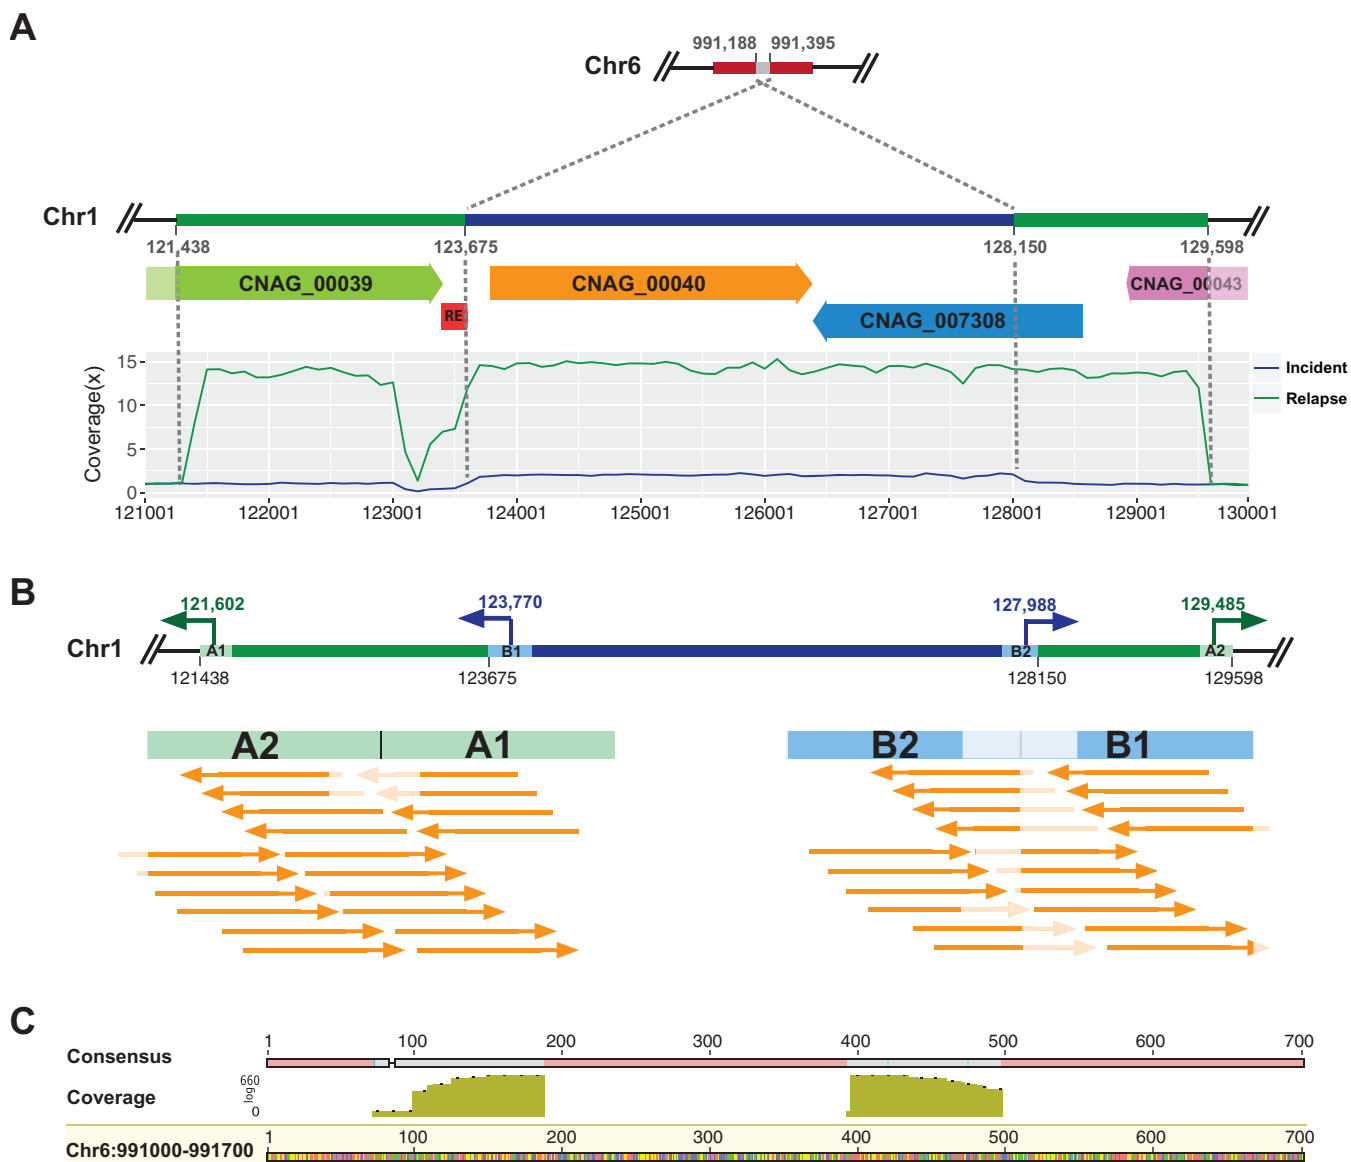 A
991,188 991,395
Chr6
Chr1
121,438 123,675 128,150 129,598
CNAG_00039 CNAG_00040 CNAG_00043
RE CNAG_007308
15
10
5
0
Coverage(x)
Incident
Relapse
121001 122001 123001 124001 125001 126001 127001 128001 129001 130001
B
121,602 123,770 127,988 129,485
Chr1
A1 B1 B2 A2
121438 123675 128150 129598
A2 A1 B2 B1
C
1 100 200 300 400 500 600 700
Consensus
660
log
0
Coverage
1 100 200 300 400 500 600 700
Chr6:991000-991700